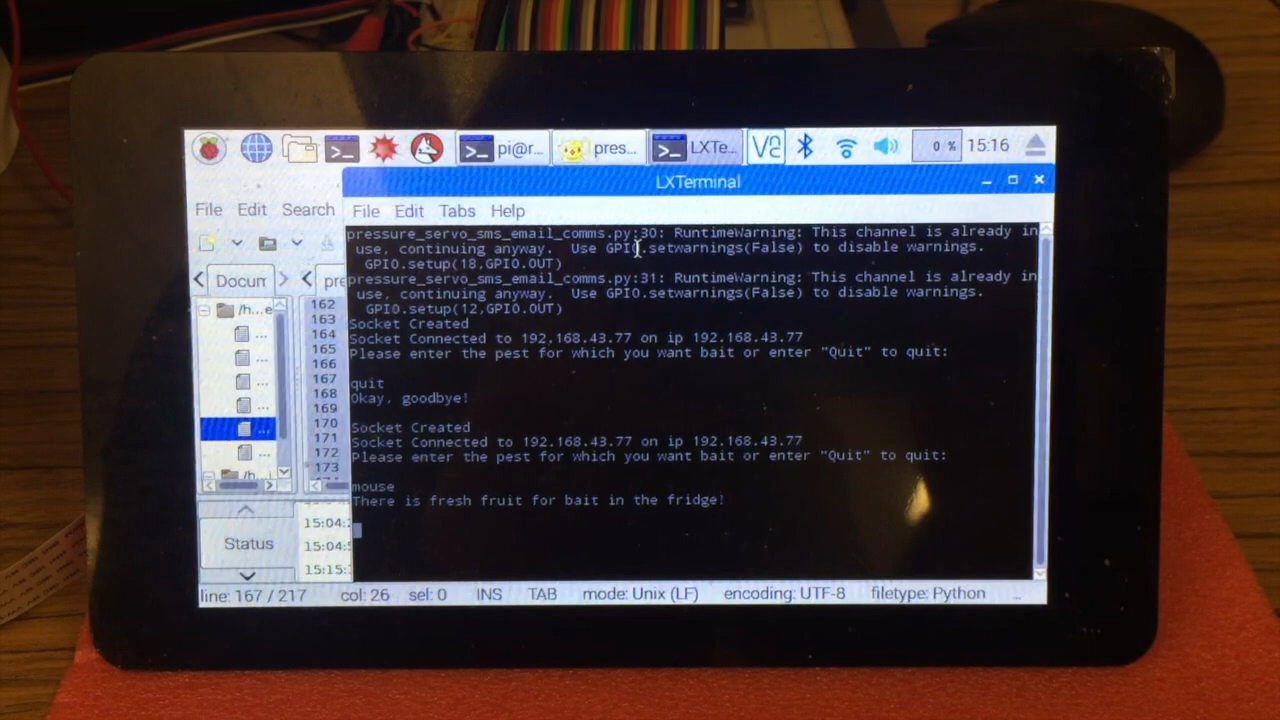 pi@r...
pres...
LXTe...
0 %
15:16
LXTerminal
File Edit Search
File Edit Tabs Help
pressure_servo_sms_email_comms.py:30: RuntimeWarning: This channel is already in
use, continuing anyway.  Use GPIO.setwarnings(False) to disable warnings.
GPIO.setup(18,GPIO.OUT)
pressure_servo_sms_email_comms.py:31: RuntimeWarning: This channel is already in
use, continuing anyway.  Use GPIO.setwarnings(False) to disable warnings.
GPIO.setup(12,GPIO.OUT)
Socket Created
Socket Connected to 192.168.43.77 on ip 192.168.43.77
Please enter the pest for which you want bait or enter "Quit" to quit:
quit
Okay, goodbye!
Socket Created
Socket Connected to 192.168.43.77 on ip 192.168.43.77
Please enter the pest for which you want bait or enter "Quit" to quit:
mouse
There is fresh fruit for bait in the fridge!
Docum
pre
/h...e
162
163
164
165
166
167
168
169
170
171
172
173
Status
15:04:
15:04:
15:15:
line: 167 / 217 col: 26 sel: 0 INS TAB mode: Unix (LF) encoding: UTF-8 filetype: Python